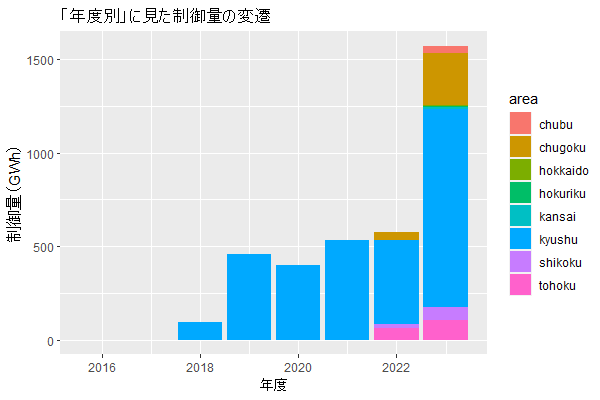 「年度別」に見た制御量の変遷
制御量(GWh)
1500
1000
500
0
2016
2018
2020
2022
年度
area
chubu
chugoku
hokkaido
hokuriku
kansai
kyushu
shikoku
tohoku